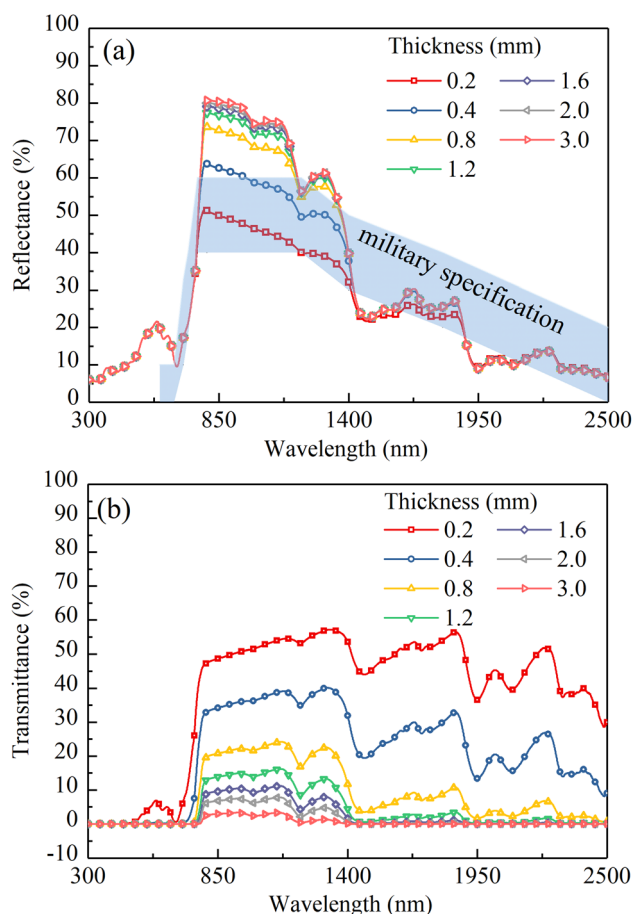 (a)
Thickness (mm)
0.2 1.6
0.4 2.0
0.8 3.0
1.2
military specification
Reflectance (%)
100
90
80
70
60
50
40
30
20
10
0
300 850 1400 1950 2500
Wavelength (nm)
(b)
Thickness (mm)
0.2 1.6
0.4 2.0
0.8 3.0
1.2
Transmittance (%)
100
90
80
70
60
50
40
30
20
10
0
-10
300 850 1400 1950 2500
Wavelength (nm)